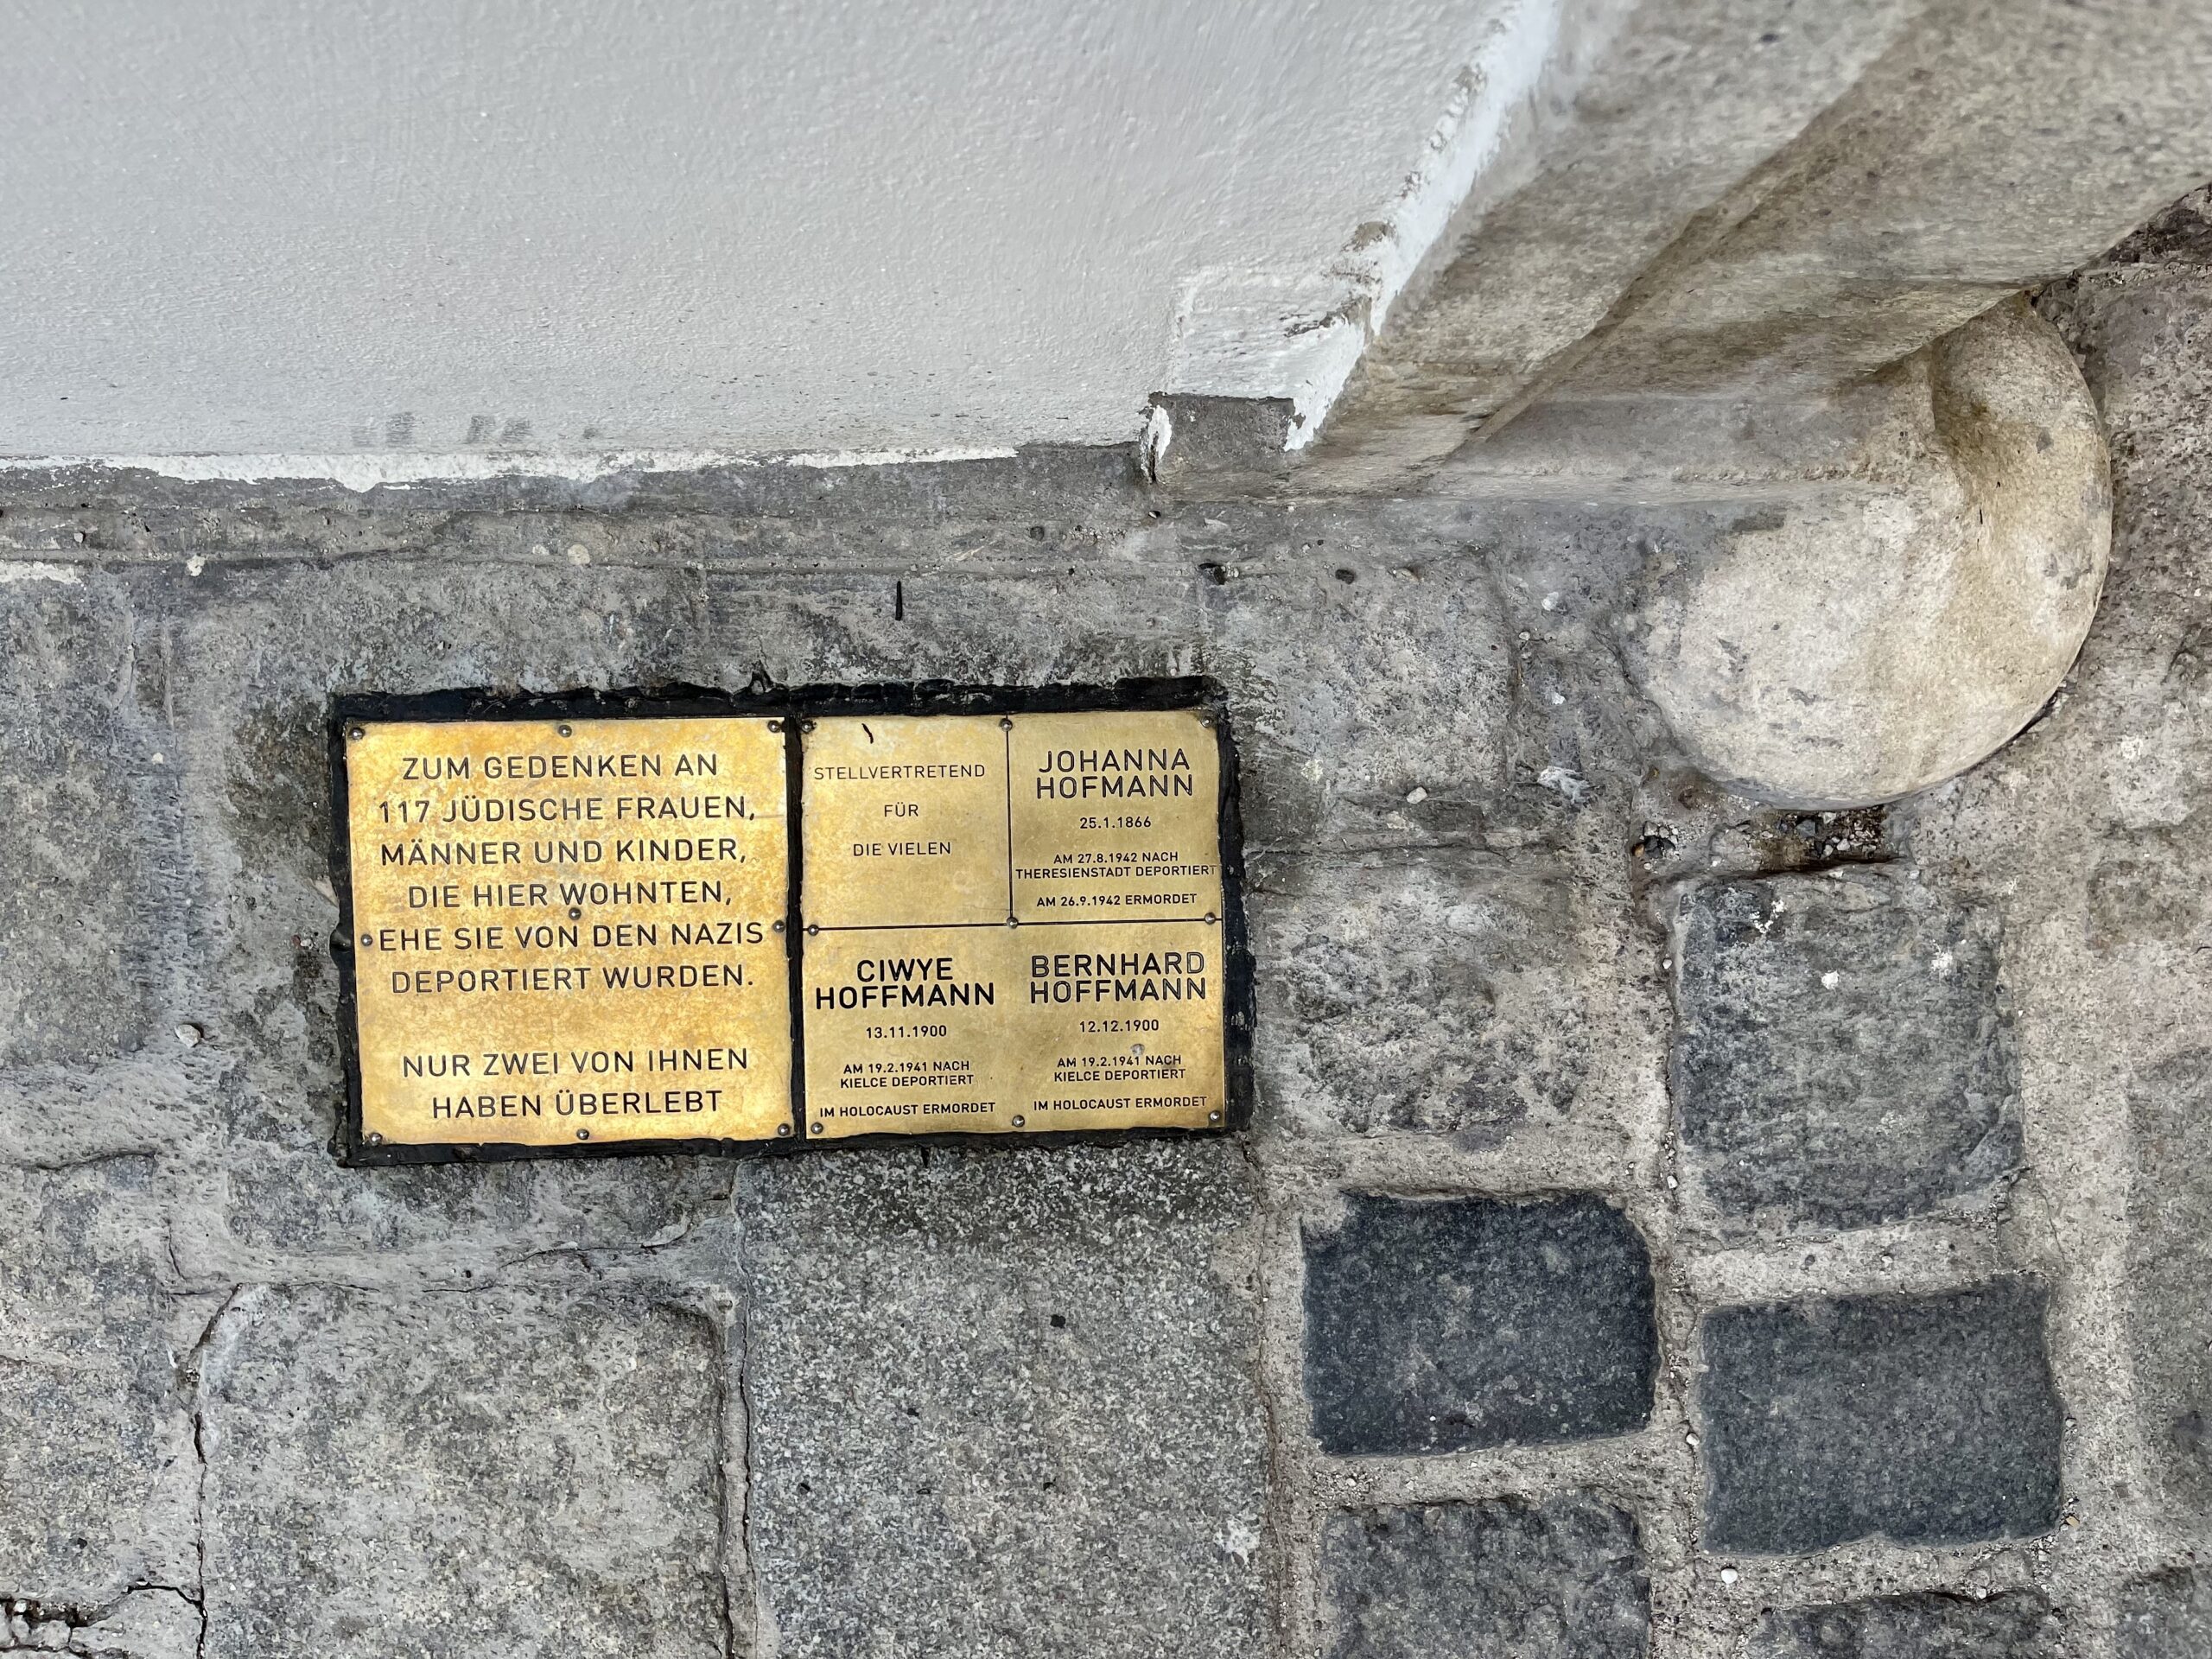 ZUM GEDENKEN AN
117 JÜDISCHE FRAUEN,
MÄNNER UND KINDER,
DIE HIER WOHNTEN,
EHE SIE VON DEN NAZIS
DEPORTIERT WURDEN.
NUR ZWEI VON IHNEN
HABEN ÜBERLEBT
STELLVERTRETEND
FÜR
DIE VIELEN
JOHANNA
HOFMANN
25.1.1866
AM 27.8.1942 NACH
THERESIENSTADT DEPORTIERT
AM 26.9.1942 ERMORDET
CIWYE
HOFFMANN
13.11.1900
AM 19.2.1941 NACH
KIELCE DEPORTIERT
IM HOLOCAUST ERMORDET
BERNHARD
HOFFMANN
12.12.1900
AM 19.2.1941 NACH
KIELCE DEPORTIERT
IM HOLOCAUST ERMORDET